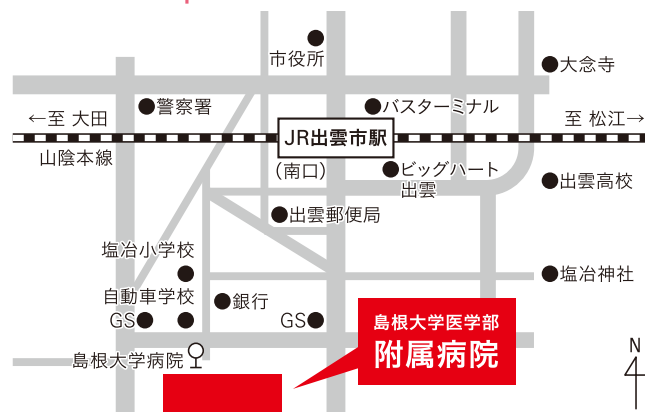 市役所
大念寺
警察署
バスターミナル
←至 大田
至 松江→
JR出雲市駅
山陰本線
(南口)
ビッグハート
出雲
出雲高校
出雲郵便局
塩冶小学校
塩冶神社
自動車学校
銀行
GS
GS
島根大学医学部
附属病院
島根大学病院
N